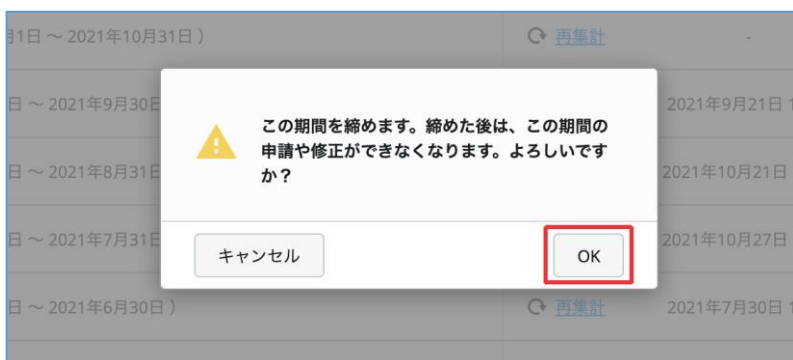 月1日 ~ 2021年10月31日 ) 再集計 -
日 ~ 2021年9月30日 2021年9月21日 1
この期間を締めます。締めた後は、この期間の
申請や修正ができなくなります。よろしいです
か？
日 ~ 2021年8月31日 2021年10月21日
日 ~ 2021年7月31日 2021年10月27日
キャンセル OK
日 ~ 2021年6月30日 ) 再集計 2021年7月30日 1